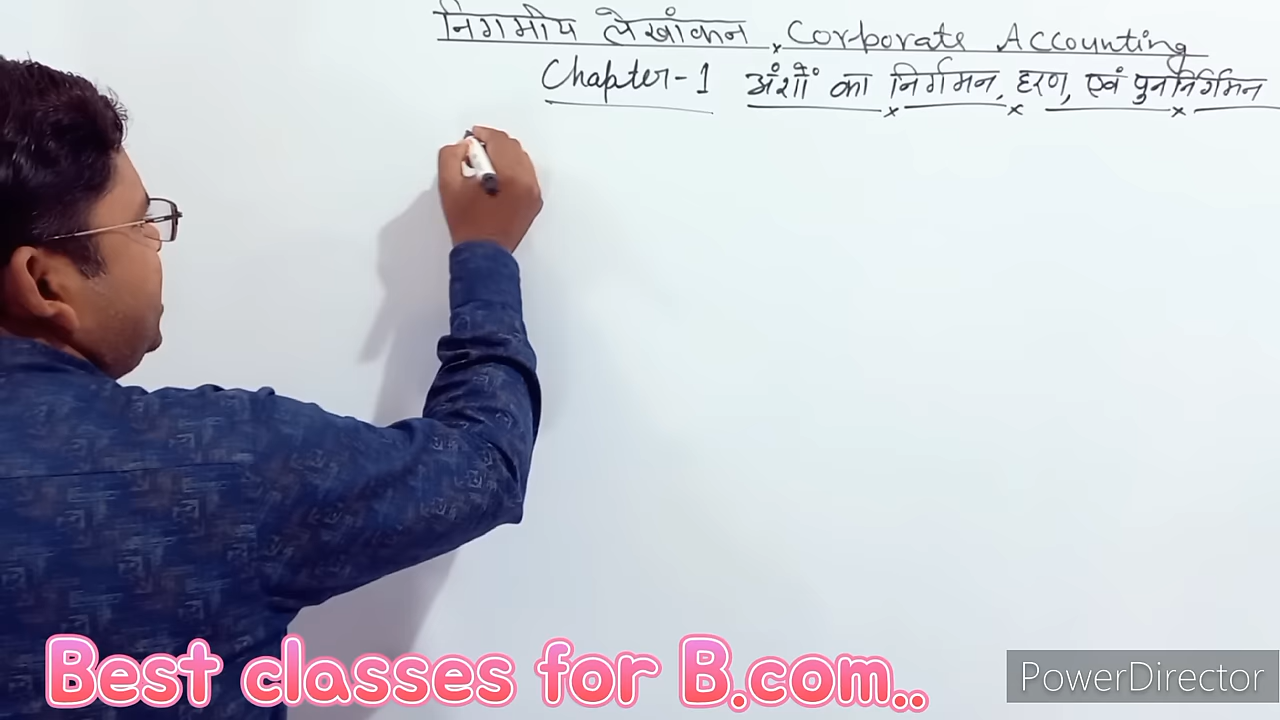 निगमीय लेखांकन Corporate Accounting
Chapter-1 अंशों का निर्गमन, हरण, एवं पुनर्निर्गमन
Best classes for B.com..
PowerDirector